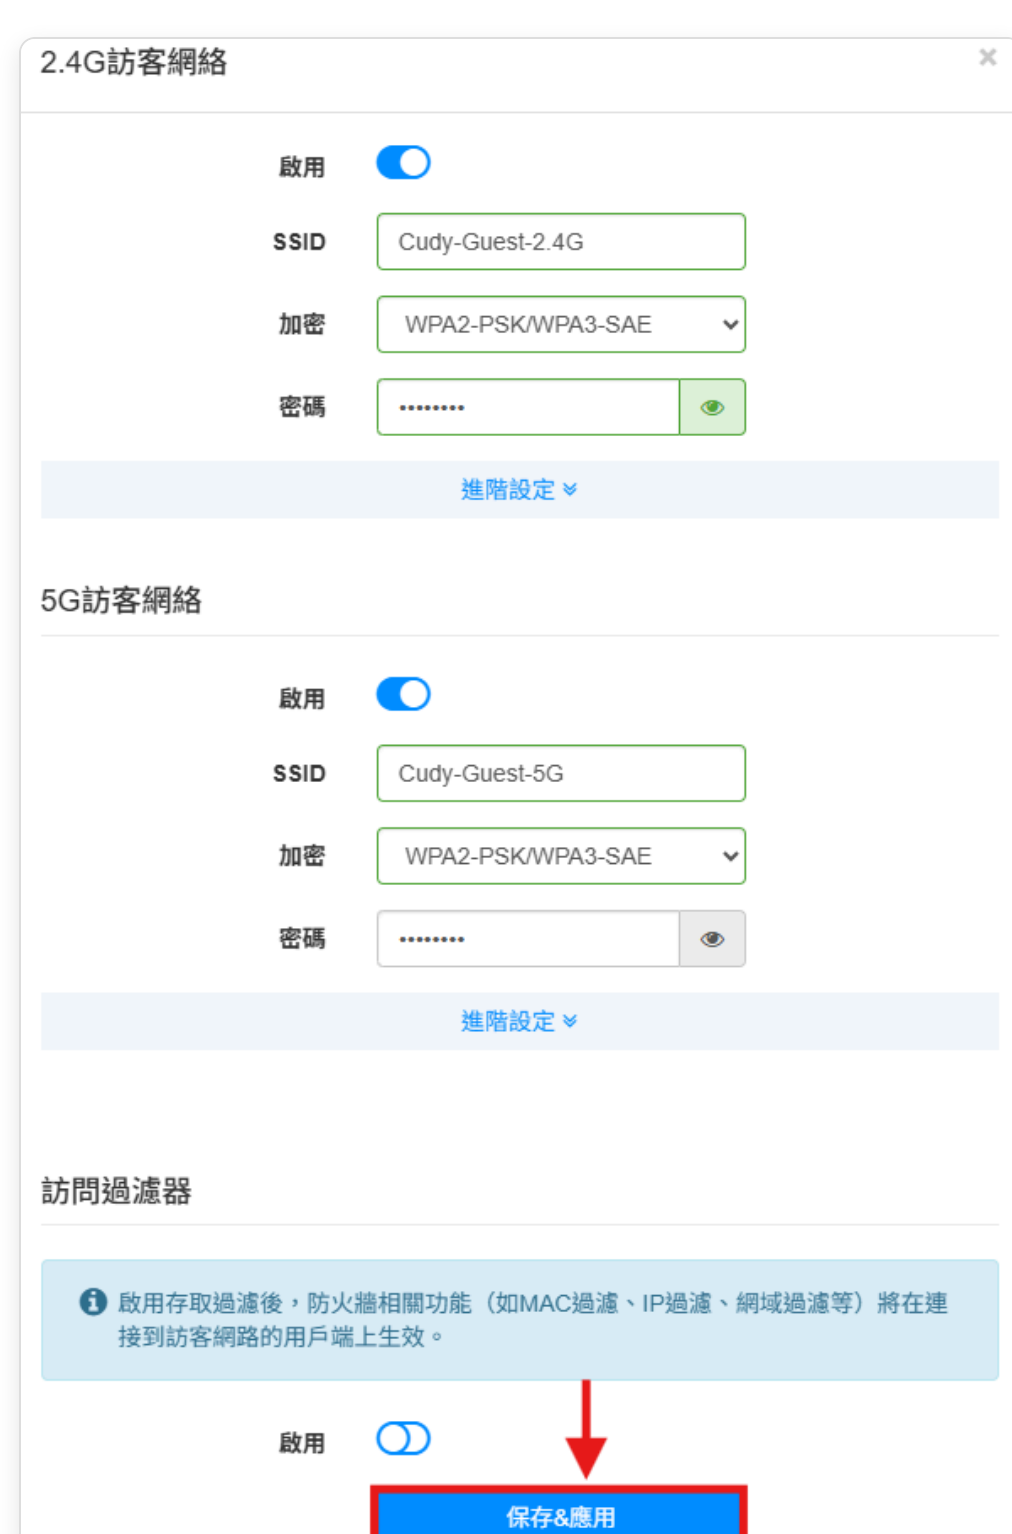 2.4G訪客網絡
×
啟用
SSID
Cudy-Guest-2.4G
加密
WPA2-PSK/WPA3-SAE
密碼
••••••••
進階設定
5G訪客網絡
啟用
SSID
Cudy-Guest-5G
加密
WPA2-PSK/WPA3-SAE
密碼
••••••••
進階設定
訪問過濾器
啟用存取過濾後，防火牆相關功能（如MAC過濾、IP過濾、網域過濾等）將在連
接到訪客網路的用戶端上生效。
啟用
保存&應用